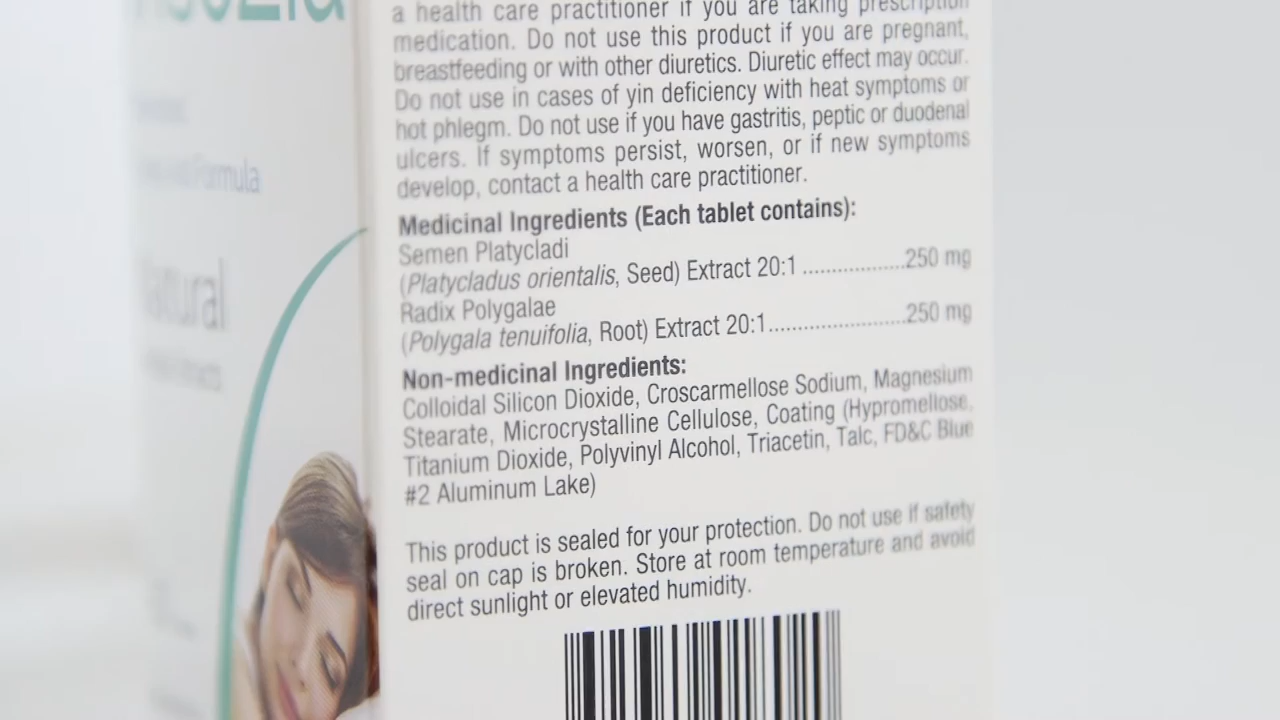 Formula
a health care practitioner if you are taking prescription
medication. Do not use this product if you are pregnant,
breastfeeding or with other diuretics. Diuretic effect may occur.
Do not use in cases of yin deficiency with heat symptoms or
hot phlegm. Do not use if you have gastritis, peptic or duodenal
ulcers. If symptoms persist, worsen, or if new symptoms
develop, contact a health care practitioner.
Medicinal Ingredients (Each tablet contains):
Semen Platycladi
(Platycladus orientalis, Seed) Extract 20:1 ..................250 mg
Radix Polygalae
(Polygala tenuifolia, Root) Extract 20:1........................250 mg
Non-medicinal Ingredients:
Colloidal Silicon Dioxide, Croscarmellose Sodium, Magnesium
Stearate, Microcrystalline Cellulose, Coating (Hypromellose,
Titanium Dioxide, Polyvinyl Alcohol, Triacetin, Talc, FD&C Blue
#2 Aluminum Lake)
This product is sealed for your protection. Do not use if safety
seal on cap is broken. Store at room temperature and avoid
direct sunlight or elevated humidity.